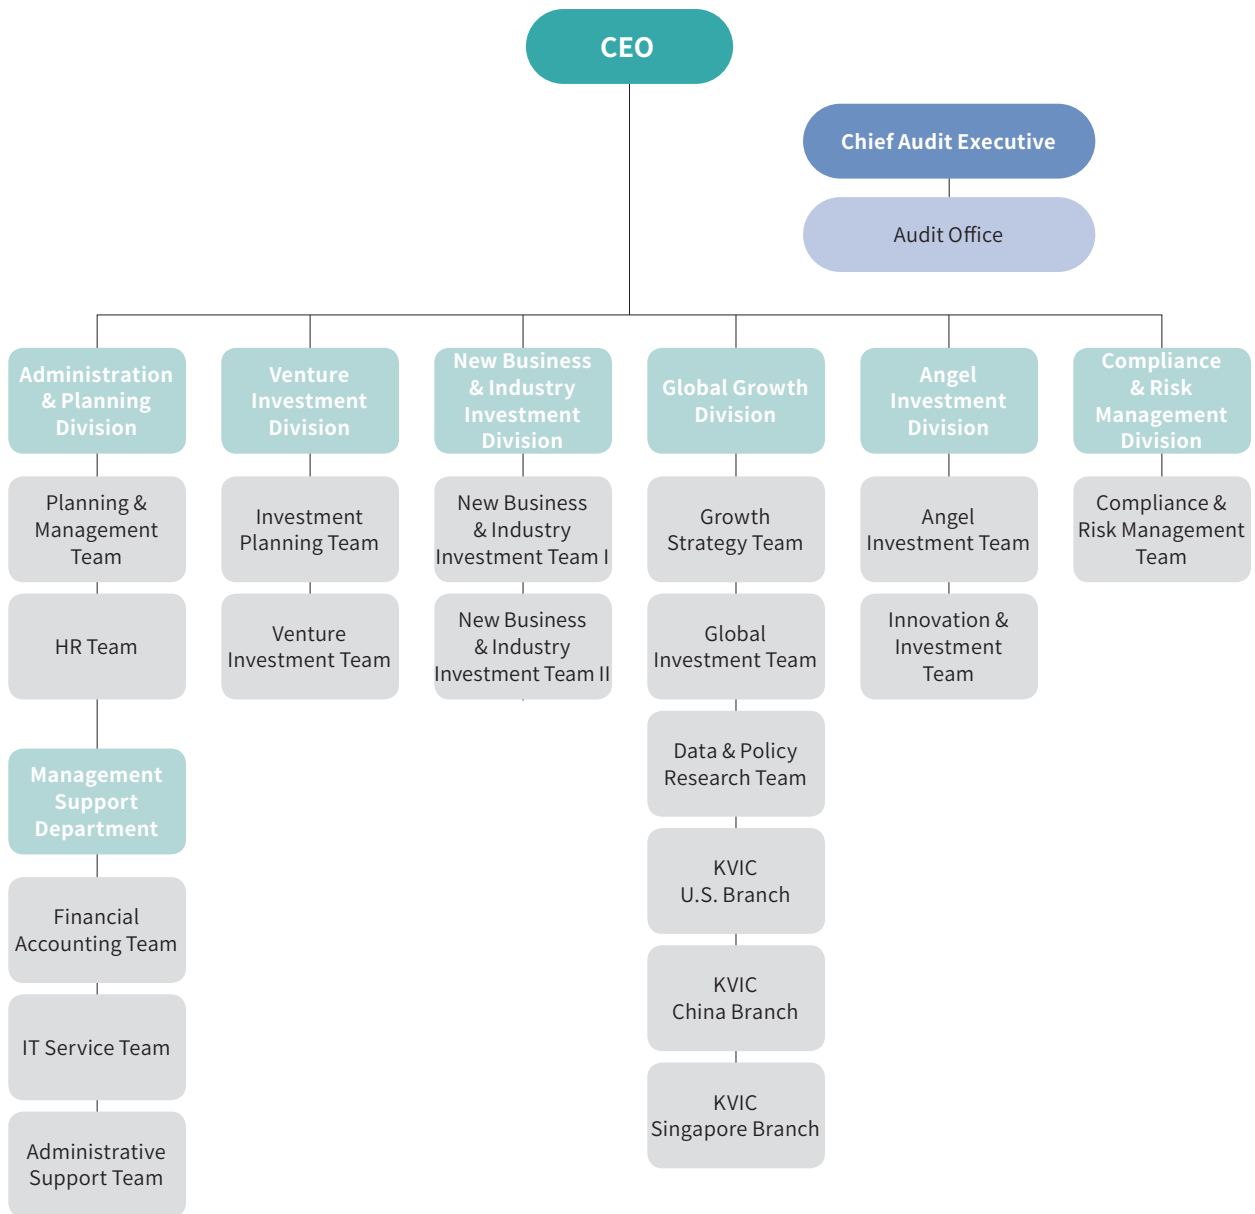 CEO
Chief Audit Executive
Audit Office
Administration
& Planning
Division
Planning &
Management
Team
HR Team
Management
Support
Department
Financial
Accounting Team
IT Service Team
Administrative
Support Team
Venture
Investment
Division
Investment
Planning Team
Venture
Investment Team
New Business
& Industry
Investment
Division
New Business
& Industry
Investment Team I
New Business
& Industry
Investment Team II
Global Growth
Division
Growth
Strategy Team
Global
Investment Team
Data & Policy
Research Team
KVIC
U.S. Branch
KVIC
China Branch
KVIC
Singapore Branch
Angel
Investment
Division
Angel
Investment Team
Innovation &
Investment
Team
Compliance
& Risk
Management
Division
Compliance &
Risk Management
Team